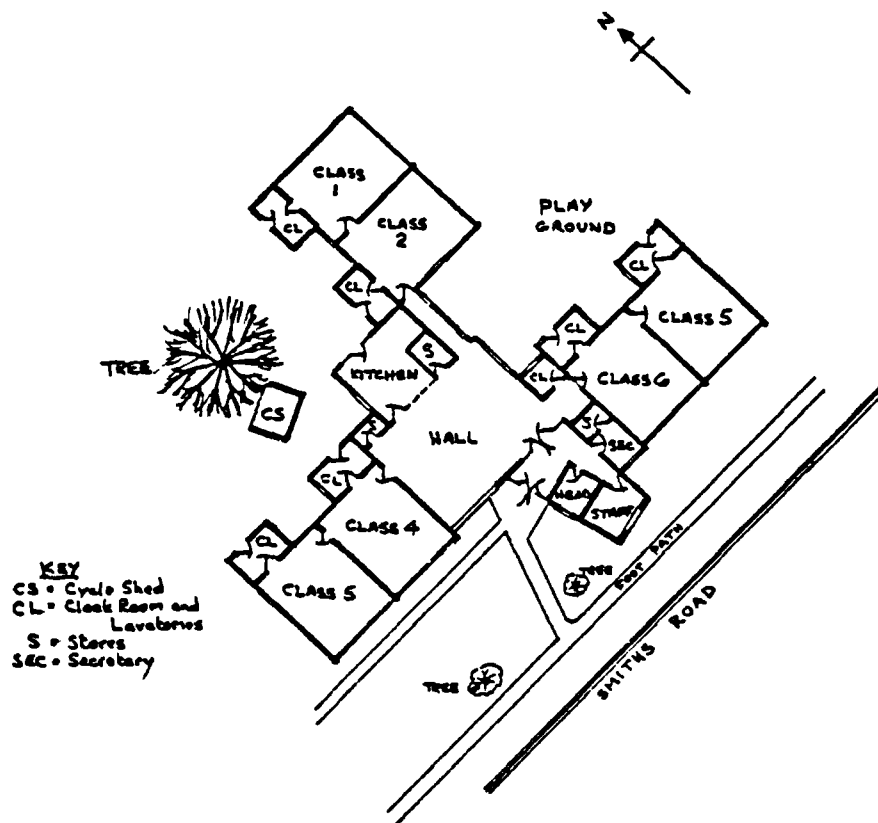 N
CLASS
1
CLASS
2
PLAY
GROUND
CL
CL
CL
CLASS 5
CL
S
TREE
KITCHEN
CL
CLASS 6
CS
S
HALL
S
SEC
CL
HEAD
STAFF
CLASS 4
CL
CLASS 5
TREE
FOOT PATH
SMITHS ROAD
TREE
KEY
CS = Cycle Shed
CL = Cloak Room and
Lavatories
S = Stores
SEC = Secretary